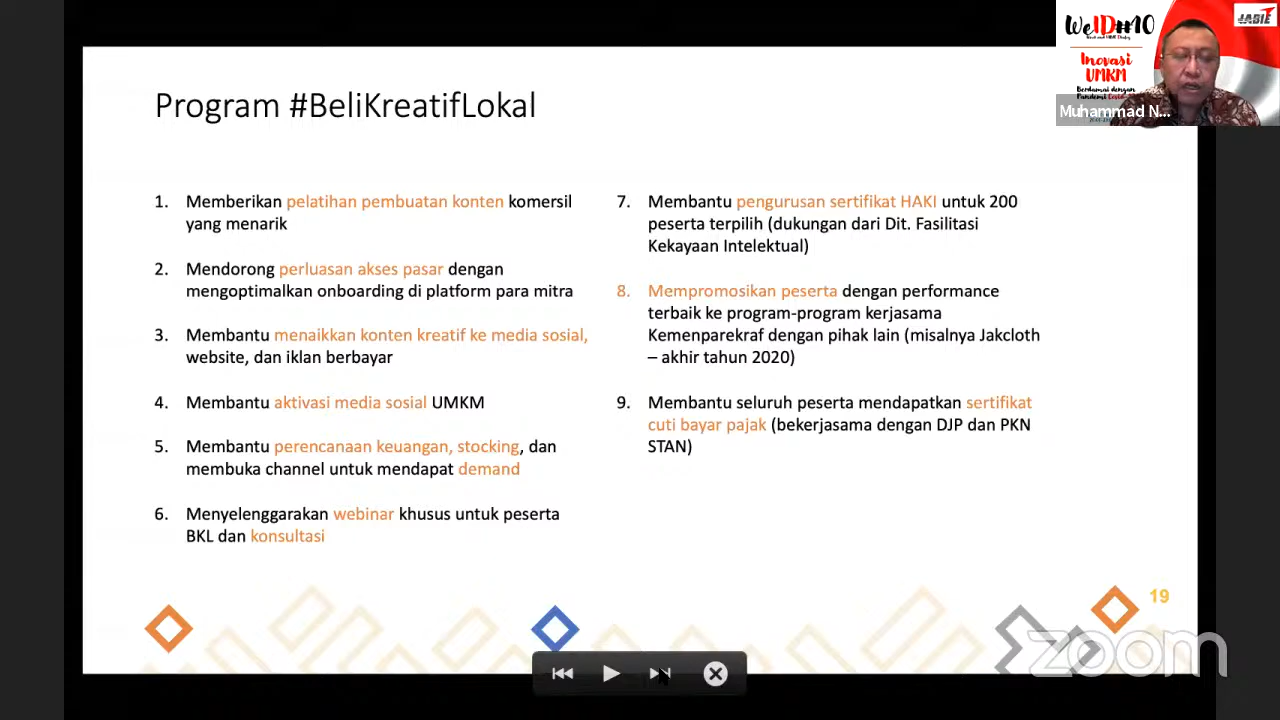 Program #BeliKreatifLokal
1. Memberikan pelatihan pembuatan konten komersil
yang menarik
2. Mendorong perluasan akses pasar dengan
mengoptimalkan onboarding di platform para mitra
3. Membantu menaikkan konten kreatif ke media sosial,
website, dan iklan berbayar
4. Membantu aktivasi media sosial UMKM
5. Membantu perencanaan keuangan, stocking, dan
membuka channel untuk mendapat demand
6. Menyelenggarakan webinar khusus untuk peserta
BKL dan konsultasi
7. Membantu pengurusan sertifikat HAKI untuk 200
peserta terpilih (dukungan dari Dit. Fasilitasi
Kekayaan Intelektual)
8. Mempromosikan peserta dengan performance
terbaik ke program-program kerjasama
Kemenparekraf dengan pihak lain (misalnya Jakcloth
– akhir tahun 2020)
9. Membantu seluruh peserta mendapatkan sertifikat
cuti bayar pajak (bekerjasama dengan DJP dan PKN
STAN)
19
zoom
WeID#10
JABIE
Inovasi
UMKM
Berdamai dengan
Pandemi
Muhammad N...